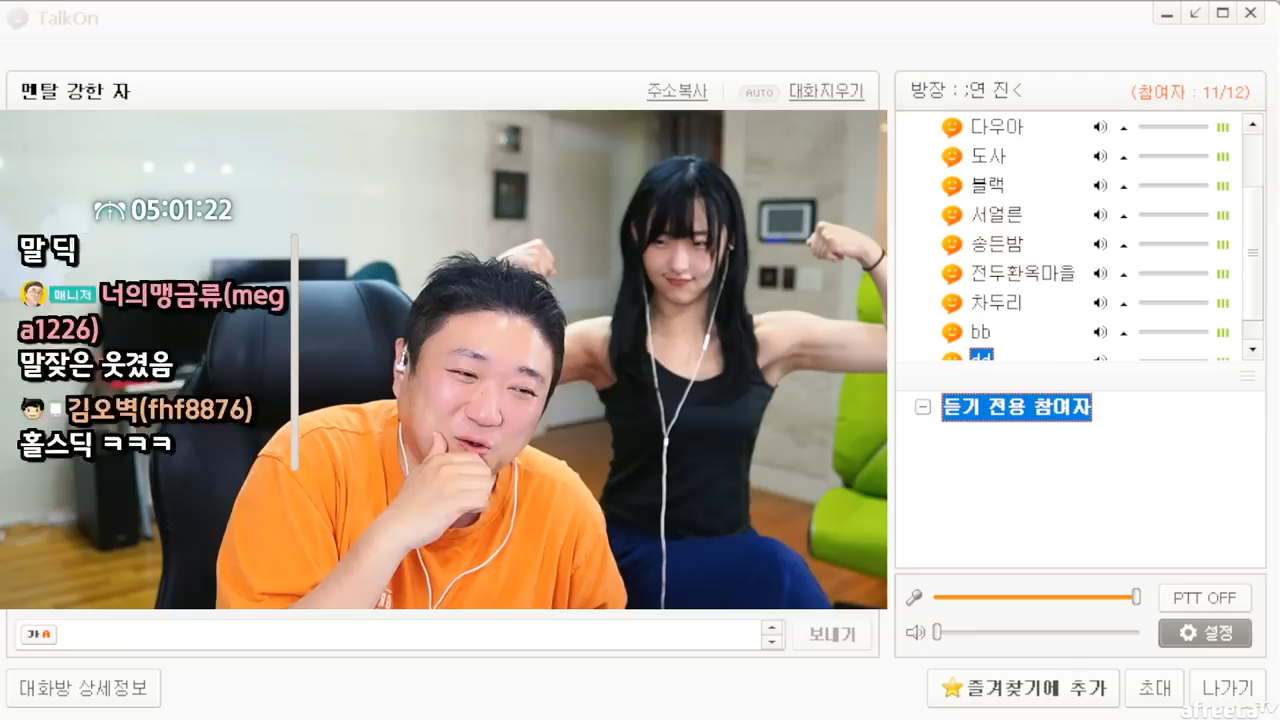 TalkOn
멘탈 강한 자
주소복사
AUTO
대화지우기
방장 : ;연 진<
(참여자 : 11/12)
다우아
도사
블랙
서얼른
송든밤
전두환옥마을
차두리
bb
dd
듣기 전용 참여자
05:01:22
말 딕
매니저 너의맹금류(meg
a1226)
말잦은 웃겼음
김오벽(fhf8876)
홀스딕 ㅋㅋㅋ
가A
보내기
PTT OFF
설정
대화방 상세정보
즐겨찾기에 추가
초대
나가기
afreecaTV